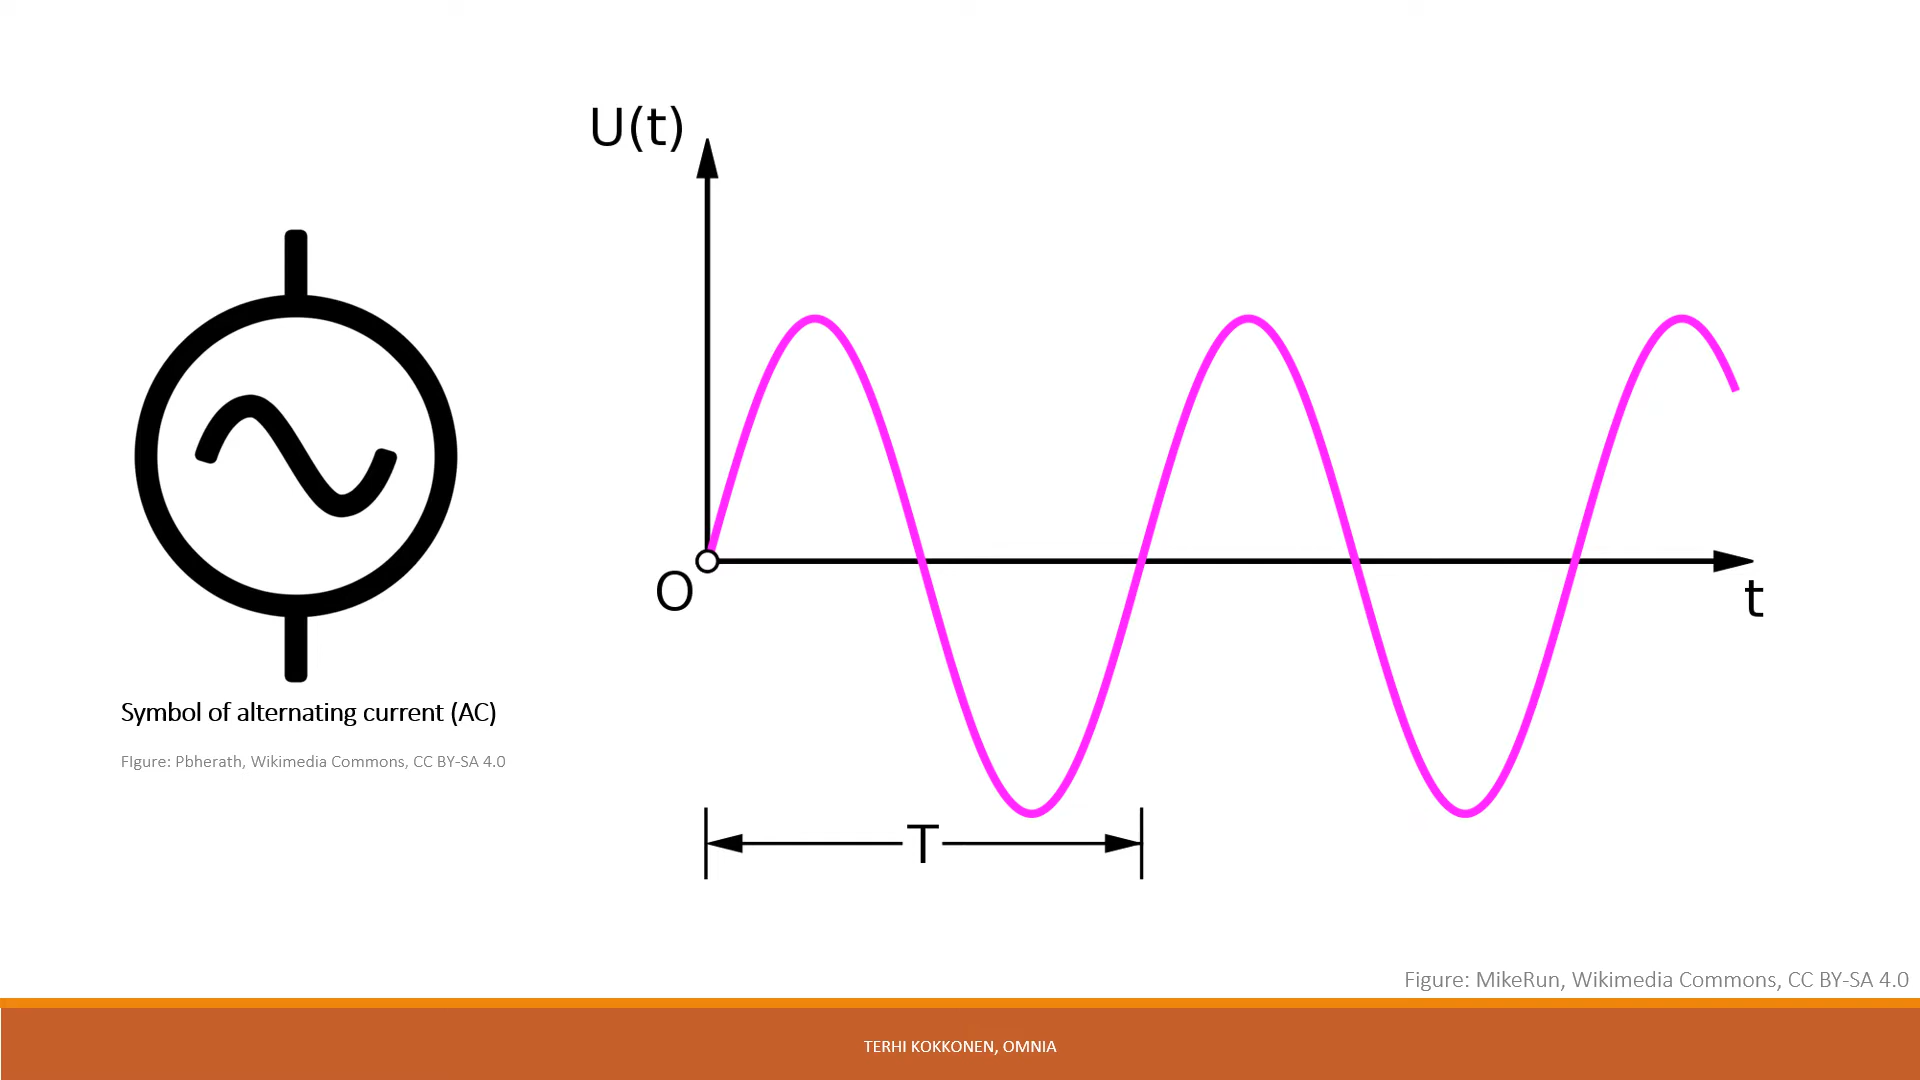 U(t)
O
t
T
Symbol of alternating current (AC)
FIgure: Pbherath, Wikimedia Commons, CC BY-SA 4.0
Figure: MikeRun, Wikimedia Commons, CC BY-SA 4.0
TERHI KOKKONEN, OMNIA